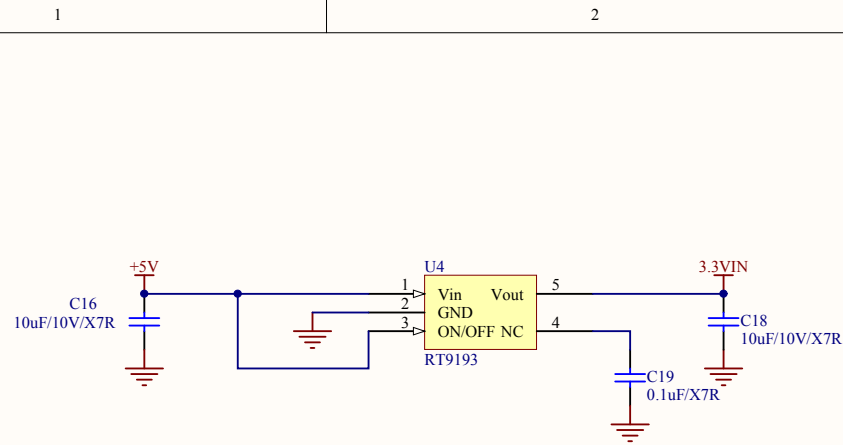 1 2
+5V
C16
10uF/10V/X7R
U4
1 Vin Vout 5
2 GND
3 ON/OFF NC 4
RT9193
3.3VIN
C18
10uF/10V/X7R
C19
0.1uF/X7R